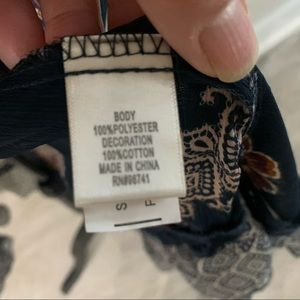 BODY
100%POLYESTER
DECORATION
100%COTTON
MADE IN CHINA
RN#96741
S